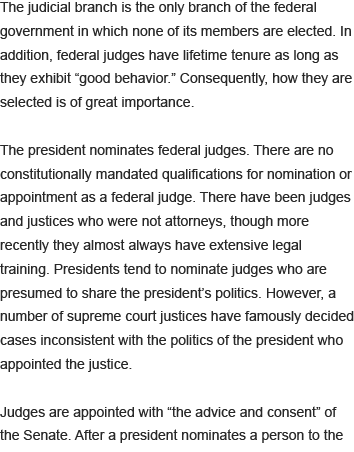 The judicial branch is the only branch of the federal
government in which none of its members are elected. In
addition, federal judges have lifetime tenure as long as
they exhibit “good behavior.” Consequently, how they are
selected is of great importance.

The president nominates federal judges. There are no
constitutionally mandated qualifications for nomination or
appointment as a federal judge. There have been judges
and justices who were not attorneys, though more
recently they almost always have extensive legal
training. Presidents tend to nominate judges who are
presumed to share the president’s politics. However, a
number of supreme court justices have famously decided
cases inconsistent with the politics of the president who
appointed the justice.

Judges are appointed with “the advice and consent” of
the Senate. After a president nominates a person to the